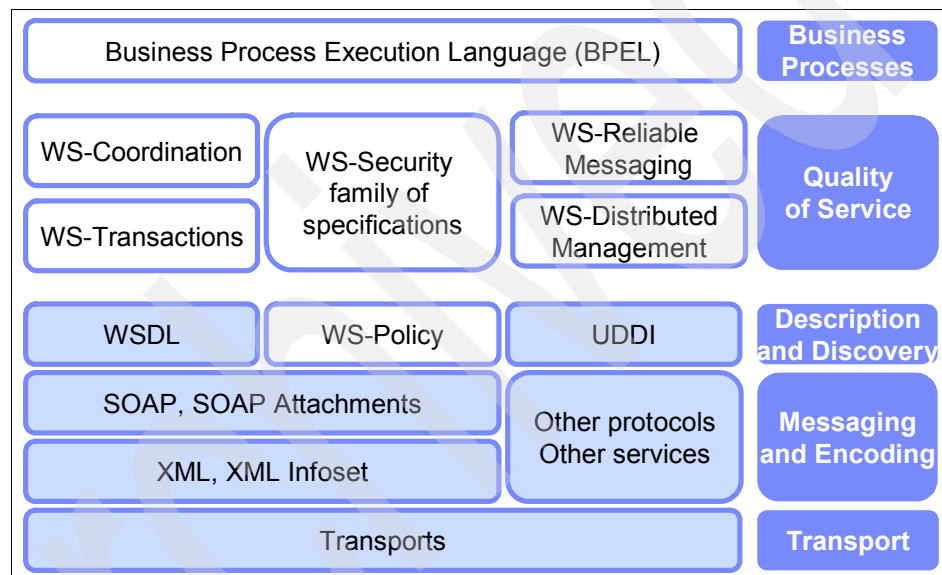 Business Process Execution Language (BPEL)
Business
Processes
WS-Coordination
WS-Transactions
WS-Security
family of
specifications
WS-Reliable
Messaging
WS-Distributed
Management
Quality
of Service
WSDL
WS-Policy
UDDI
Description
and Discovery
SOAP, SOAP Attachments
XML, XML Infoset
Other protocols
Other services
Messaging
and Encoding
Transports
Transport